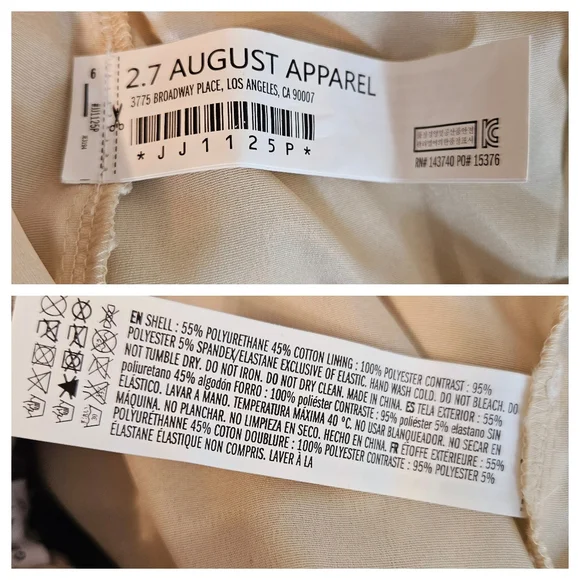 6
2.7 AUGUST APPAREL
3775 BROADWAY PLACE, LOS ANGELES, CA 90007
*JJ1125P*
RN# 143740 PO# 15376
EN SHELL : 55% POLYURETHANE 45% COTTON LINING : 100% POLYESTER CONTRAST : 95%
POLYESTER 5% SPANDEX/ELASTANE EXCLUSIVE OF ELASTIC. HAND WASH COLD. DO NOT BLEACH. DO
NOT TUMBLE DRY. DO NOT IRON. DO NOT DRY CLEAN. MADE IN CHINA. ES TELA EXTERIOR : 55%
poliuretano 45% algodón FORRO : 100% poliéster CONTRASTE : 95% poliéster 5% elastano SIN
ELÁSTICO. LAVAR A MANO. TEMPERATURA MÁXIMA 40 °C. NO USAR BLANQUEADOR. NO SECAR EN
MÁQUINA. NO PLANCHAR. NO LIMPIEZA EN SECO. HECHO EN CHINA. FR ÉTOFFE EXTÉRIEURE : 55%
POLYURÉTHANNE 45% COTON DOUBLURE : 100% POLYESTER CONTRASTE : 95% POLYESTER 5%
ÉLASTANE ÉLASTIQUE NON COMPRIS. LAVER À LA